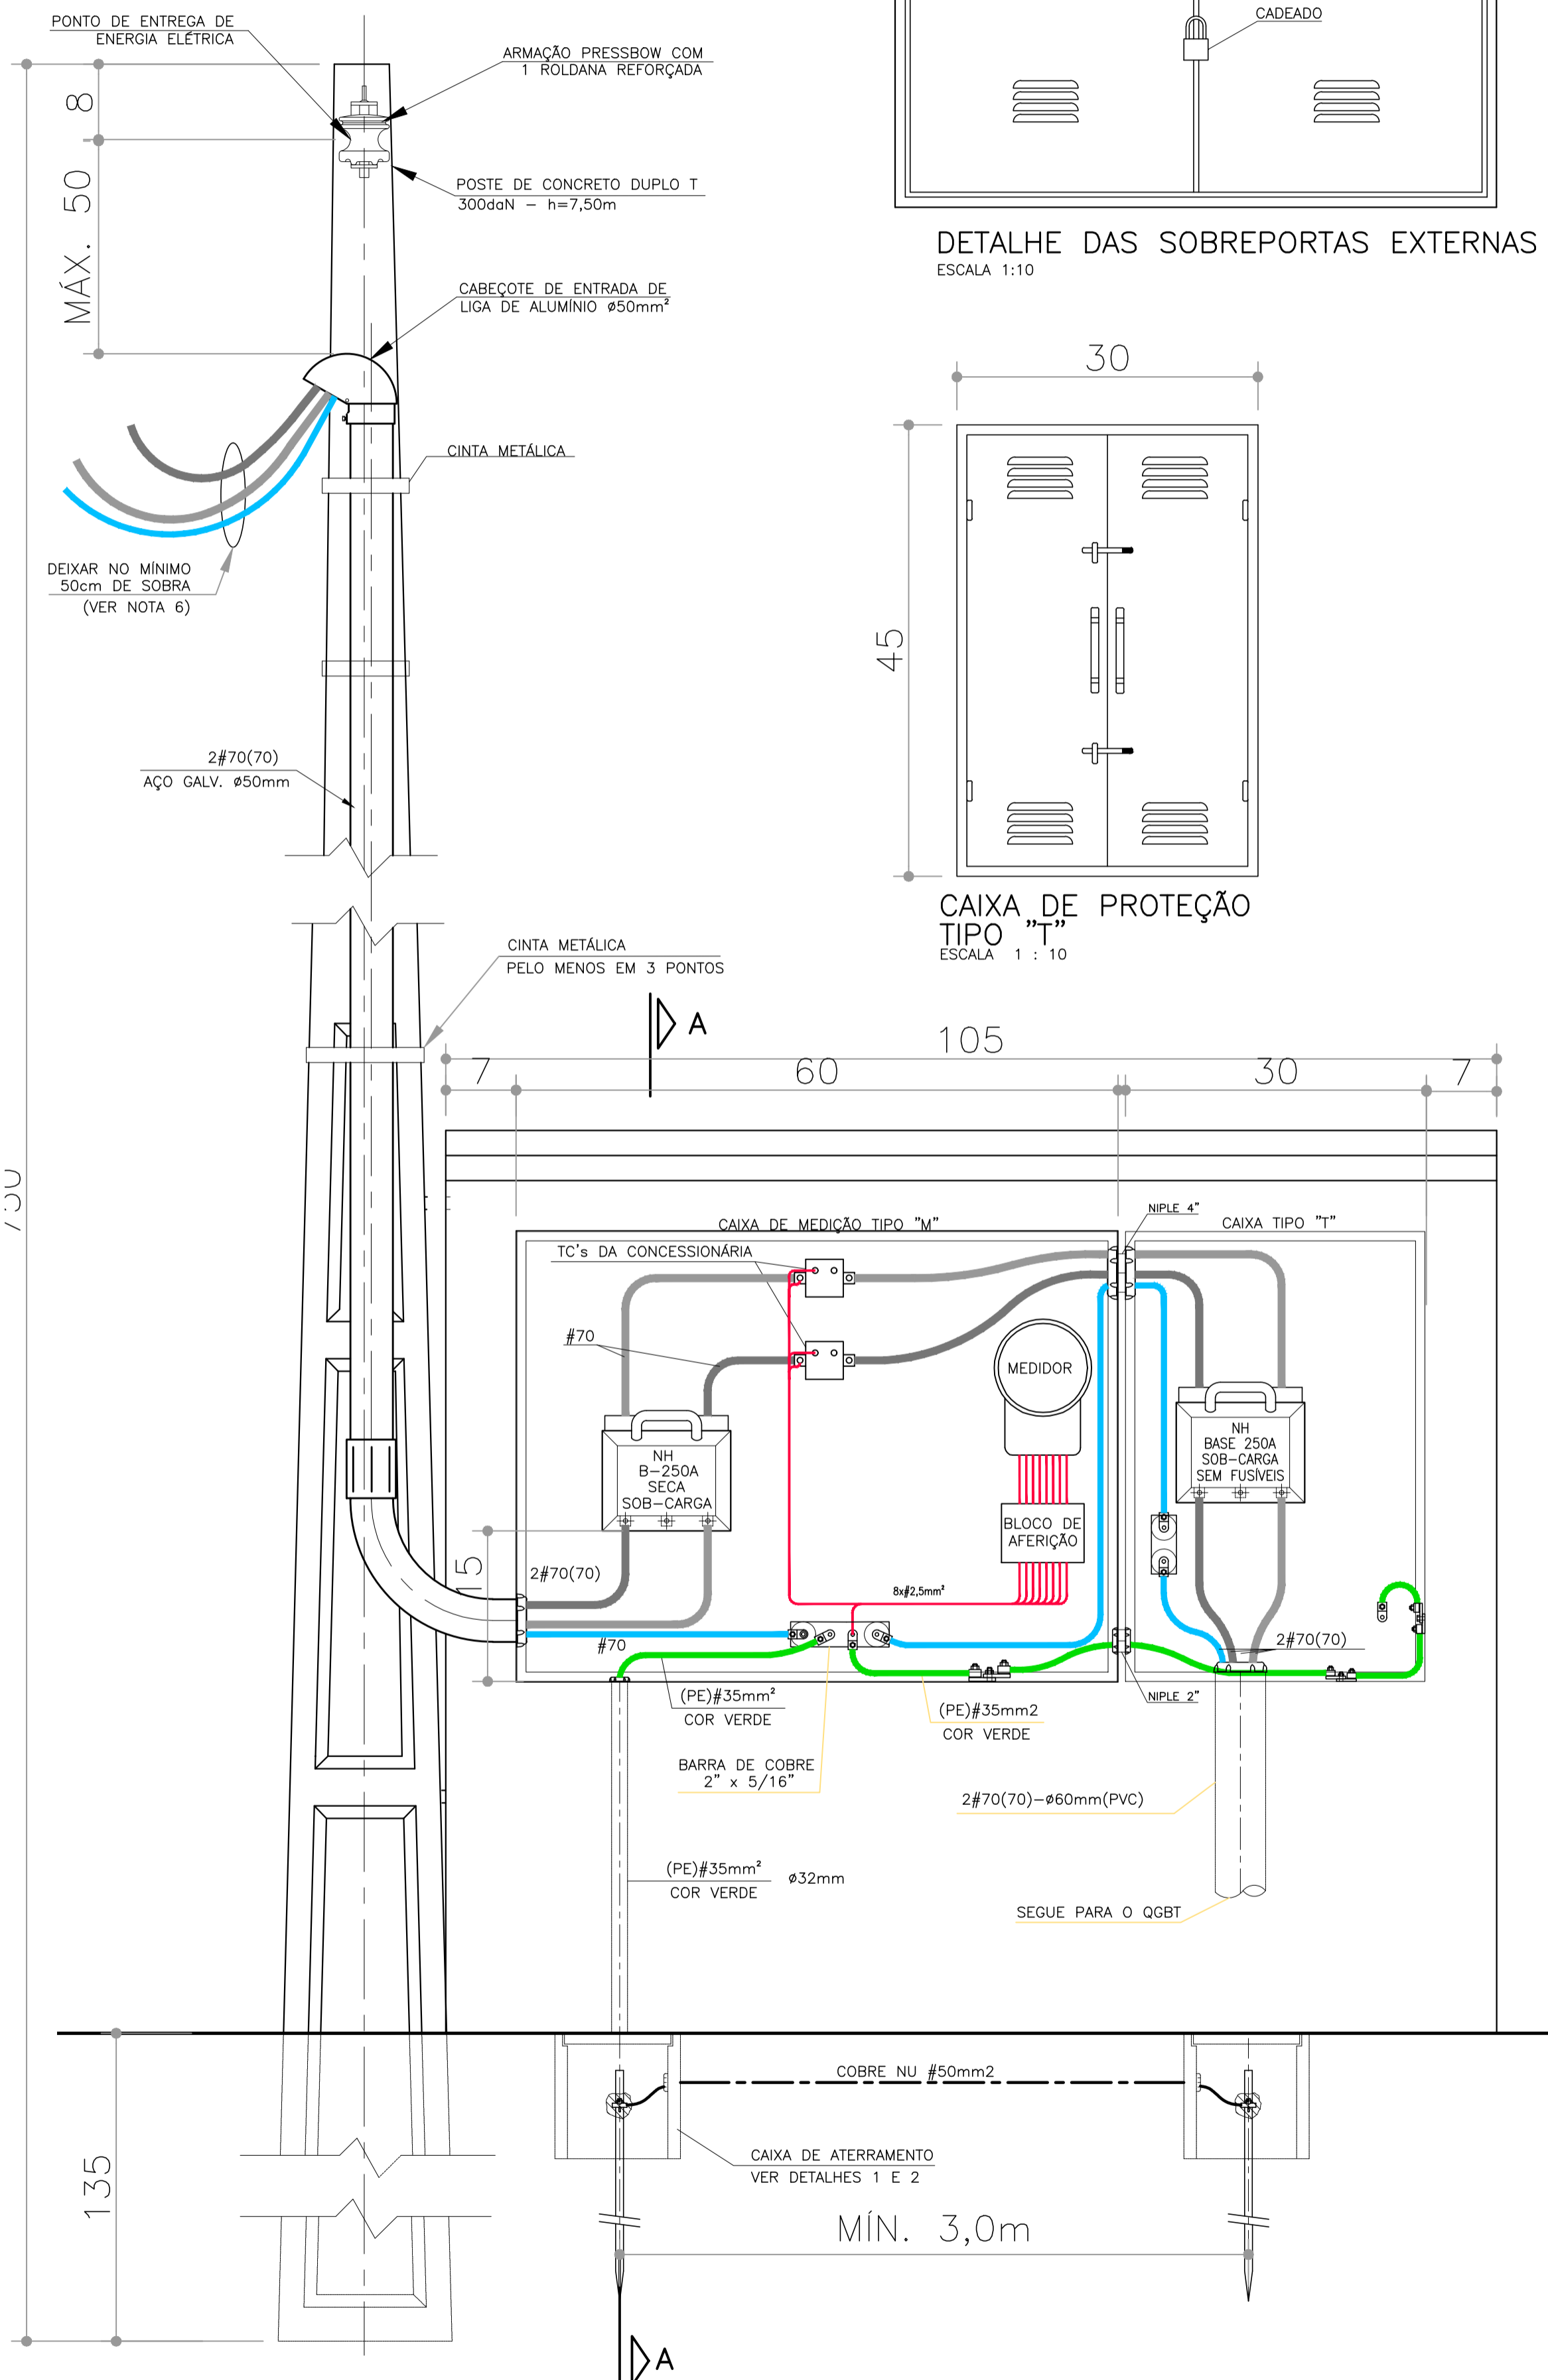 PONTO DE ENTREGA DE
ENERGIA ELÉTRICA
ARMAÇÃO PRESSBOW COM
1 ROLDANA REFORÇADA
8
MÁX. 50
POSTE DE CONCRETO DUPLO T
300daN – h=7,50m
CABEÇOTE DE ENTRADA DE
LIGA DE ALUMÍNIO ø50mm²
CINTA METÁLICA
DEIXAR NO MÍNIMO
50cm DE SOBRA
(VER NOTA 6)
2#70(70)
AÇO GALV. ø50mm
CINTA METÁLICA
PELO MENOS EM 3 PONTOS
CADEADO
DETALHE DAS SOBREPORTAS EXTERNAS
ESCALA 1:10
30
45
CAIXA DE PROTEÇÃO
TIPO "T"
ESCALA 1 : 10
A
105
7
60
30
7
750
CAIXA DE MEDIÇÃO TIPO "M"
NIPLE 4"
CAIXA TIPO "T"
TC's DA CONCESSIONÁRIA
#70
MEDIDOR
NH
B–250A
SECA
SOB–CARGA
NH
BASE 250A
SOB–CARGA
SEM FUSÍVEIS
BLOCO DE
AFERIÇÃO
15
2#70(70)
8x#2,5mm²
#70
2#70(70)
(PE)#35mm²
COR VERDE
(PE)#35mm2
COR VERDE
NIPLE 2"
BARRA DE COBRE
2" x 5/16"
2#70(70)–ø60mm(PVC)
(PE)#35mm²
COR VERDE
ø32mm
SEGUE PARA O QGBT
COBRE NU #50mm2
CAIXA DE ATERRAMENTO
VER DETALHES 1 E 2
135
MÍN. 3,0m
A